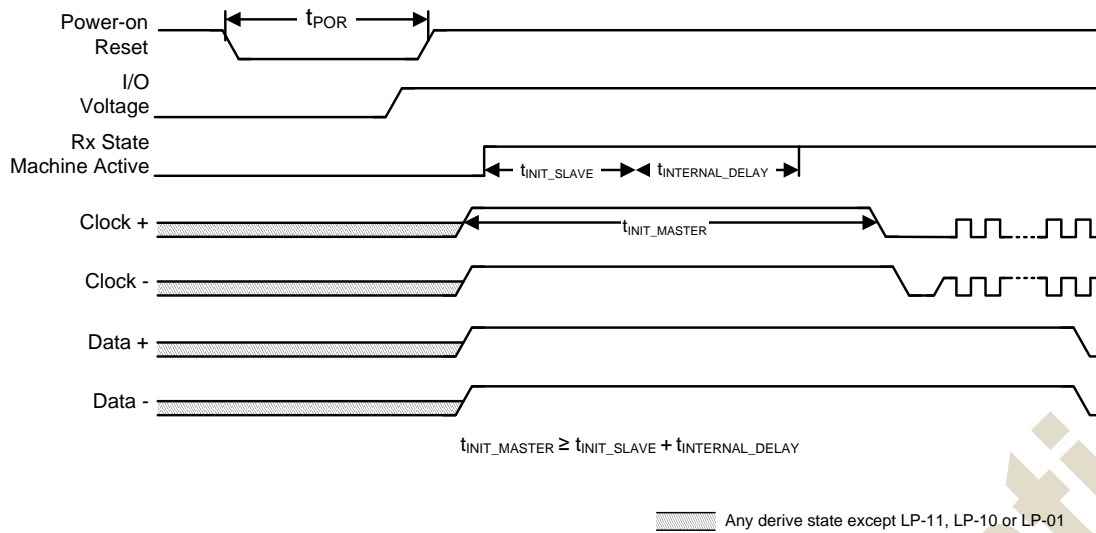 Power-on
Reset
tPOR
I/O
Voltage
Rx State
Machine Active
tINIT_SLAVE
tINTERNAL_DELAY
Clock +
tINIT_MASTER
Clock -
Data +
Data -
tINIT_MASTER ≥ tINIT_SLAVE + tINTERNAL_DELAY
Any derive state except LP-11, LP-10 or LP-01